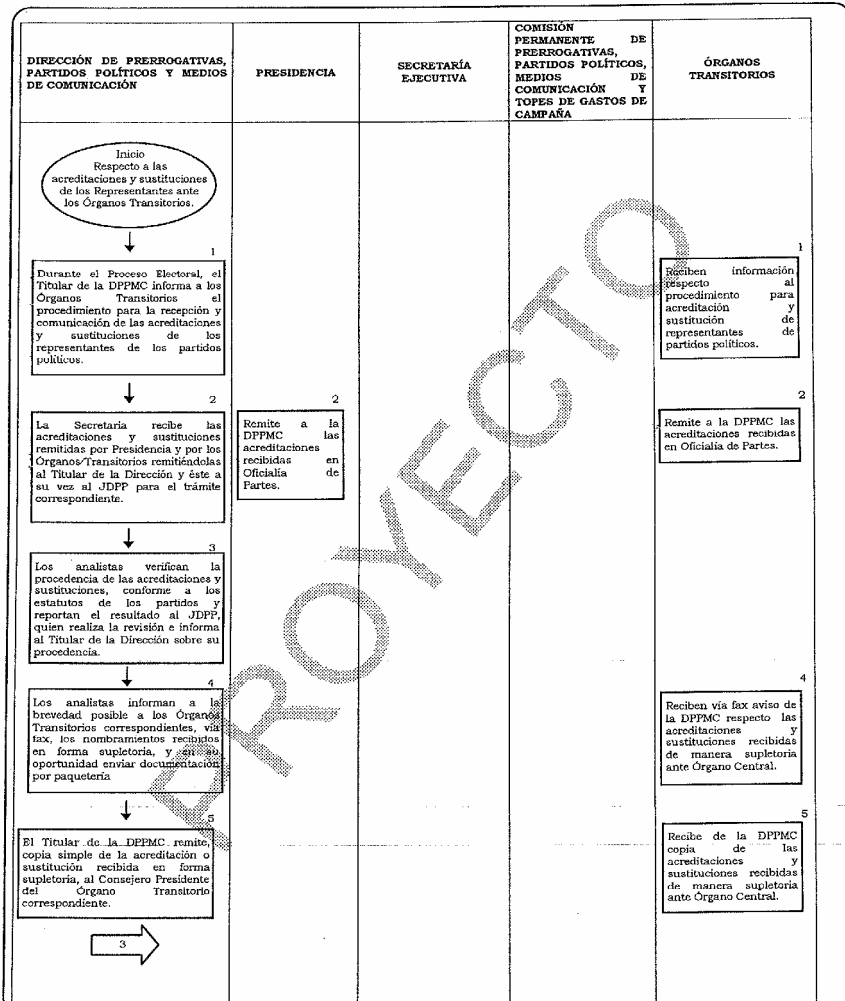 DIRECCIÓN DE PRERROGATIVAS,
PARTIDOS POLÍTICOS Y MEDIOS
DE COMUNICACIÓN
PRESIDENCIA
SECRETARÍA
EJECUTIVA
COMISIÓN
PERMANENTE DE
PRERROGATIVAS,
PARTIDOS POLÍTICOS,
MEDIOS DE
COMUNICACIÓN Y
TOPES DE GASTOS DE
CAMPAÑA
ÓRGANOS
TRANSITORIOS
Inicio
Respecto a las
acreditaciones y sustituciones
de los Representantes ante
los Órganos Transitorios.
1
Durante el Proceso Electoral, el
Titular de la DPPMC informa a los
Órganos Transitorios el
procedimiento para la recepción y
comunicación de las acreditaciones
y sustituciones de los
representantes de los partidos
políticos.
1
Reciben información
respecto al
procedimiento para
acreditación y
sustitución de
representantes de
partidos políticos.
2
La Secretaria recibe las
acreditaciones y sustituciones
remitidas por Presidencia y por los
Órganos/Transitorios remitiéndolas
al Titular de la Dirección y éste a
su vez al JDPP para el trámite
correspondiente.
2
Remite a la
DPPMC las
acreditaciones
recibidas en
Oficialía de
Partes.
2
Remite a la DPPMC las
acreditaciones recibidas
en Oficialía de Partes.
3
Los analistas verifican la
procedencia de las acreditaciones y
sustituciones, conforme a los
estatutos de los partidos y
reportan el resultado al JDPP,
quien realiza la revisión e informa
al Titular de la Dirección sobre su
procedencia.
4
Los analistas informan a la
brevedad posible a los Órganos
Transitorios correspondientes, vía
fax, los nombramientos recibidos
en forma supletoria, y en su
oportunidad enviar documentación
por paquetería
4
Reciben vía fax aviso de
la DPPMC respecto las
acreditaciones y
sustituciones recibidas
de manera supletoria
ante Órgano Central.
5
El Titular de la DPPMC remite,
copia simple de la acreditación o
sustitución recibida en forma
supletoria, al Consejero Presidente
del Órgano Transitorio
correspondiente.
5
Recibe de la DPPMC
copia de las
acreditaciones y
sustituciones recibidas
de manera supletoria
ante Órgano Central.
3
PROYECTO